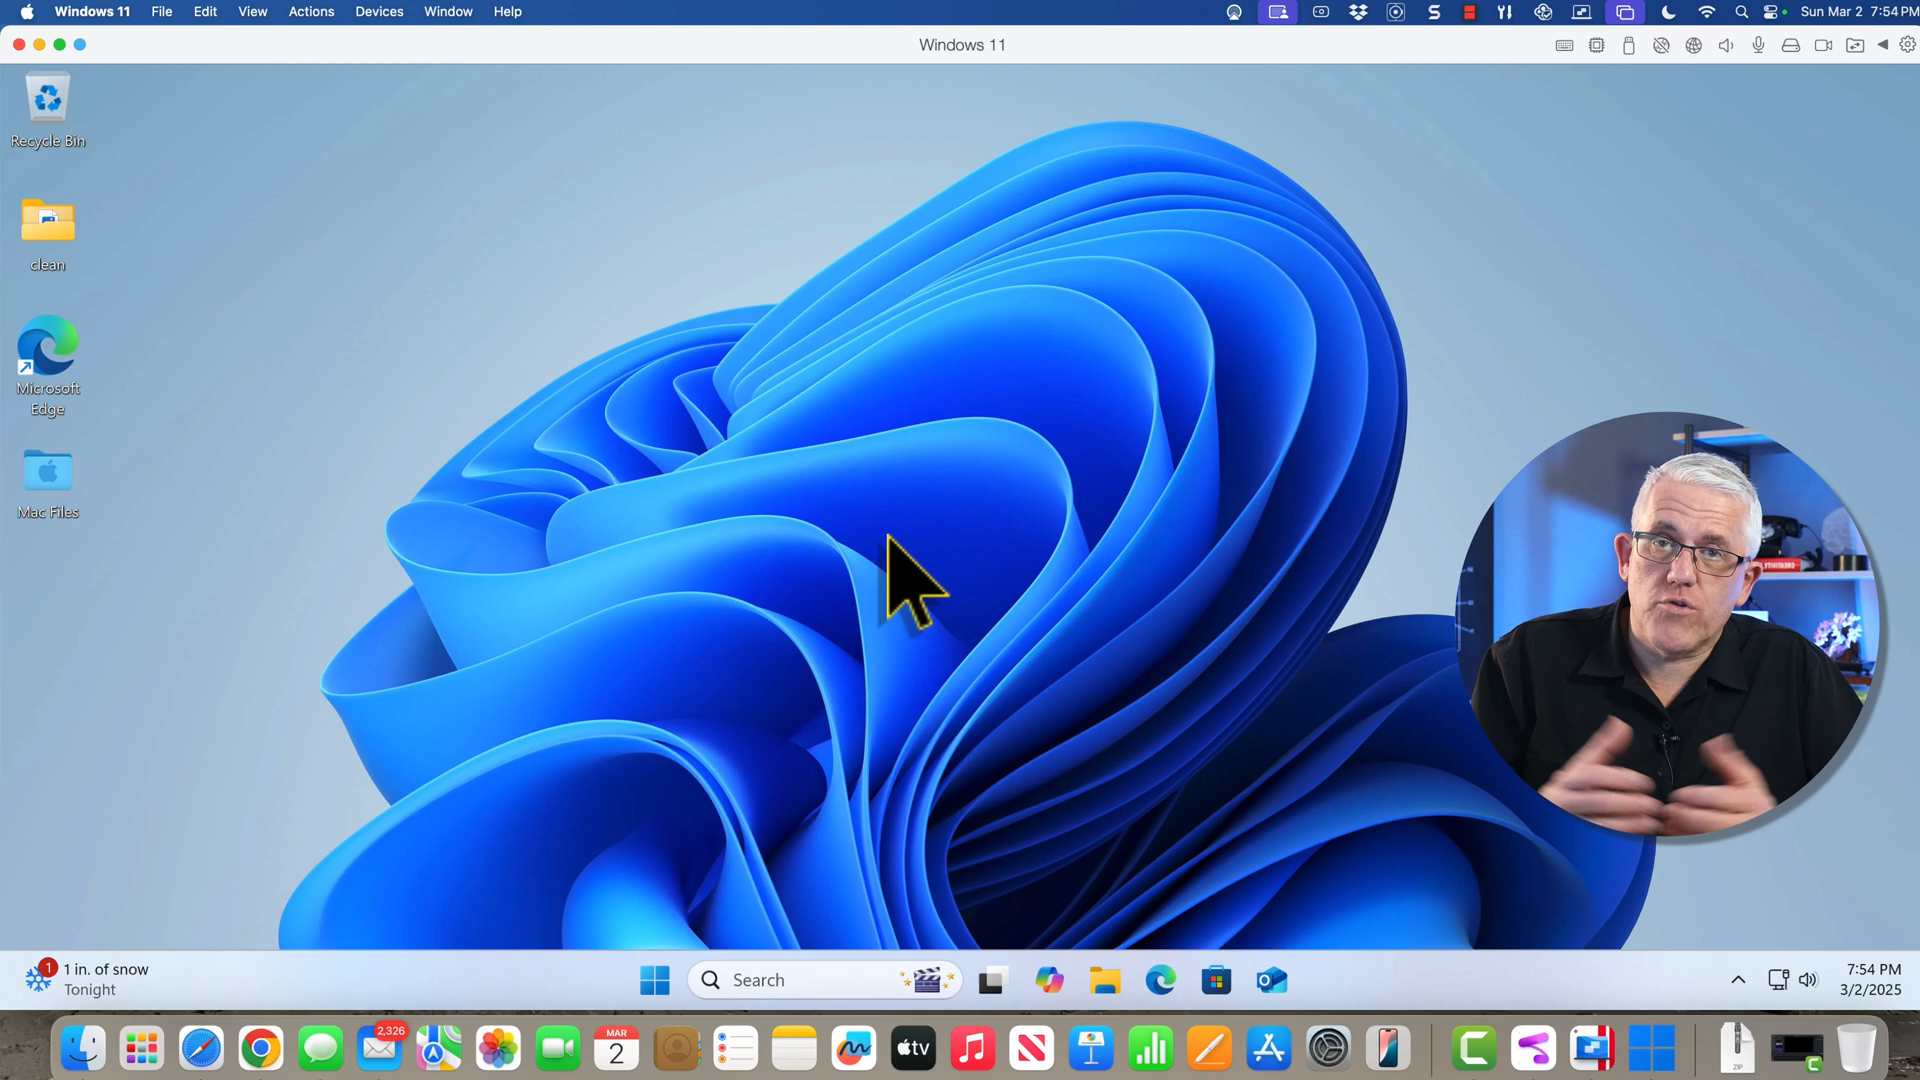 Windows 11 File Edit View Actions Devices Window Help
Sun Mar 2 7:54 PM
Windows 11
Recycle Bin
clean
Microsoft
Edge
Mac Files
1
1 in. of snow
Tonight
Search
7:54 PM
3/2/2025
2,326
MAR
2
tv
ZIP